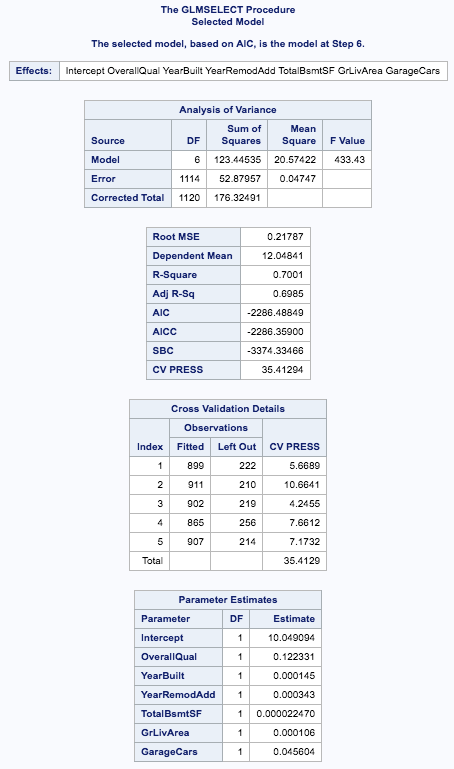 The GLMSELECT Procedure
Selected Model
The selected model, based on AIC, is the model at Step 6.
Effects: Intercept OverallQual YearBuilt YearRemodAdd TotalBsmtSF GrLivArea GarageCars
Analysis of Variance
Source DF Sum of Squares Mean Square F Value
Model 6 123.44535 20.57422 433.43
Error 1114 52.87957 0.04747
Corrected Total 1120 176.32491
Root MSE 0.21787
Dependent Mean 12.04841
R-Square 0.7001
Adj R-Sq 0.6985
AIC -2286.48849
AICC -2286.35900
SBC -3374.33466
CV PRESS 35.41294
Cross Validation Details
Observations
Index Fitted Left Out CV PRESS
1 899 222 5.6689
2 911 210 10.6641
3 902 219 4.2455
4 865 256 7.6612
5 907 214 7.1732
Total 35.4129
Parameter Estimates
Parameter DF Estimate
Intercept 1 10.049094
OverallQual 1 0.122331
YearBuilt 1 0.000145
YearRemodAdd 1 0.000343
TotalBsmtSF 1 0.000022470
GrLivArea 1 0.000106
GarageCars 1 0.045604